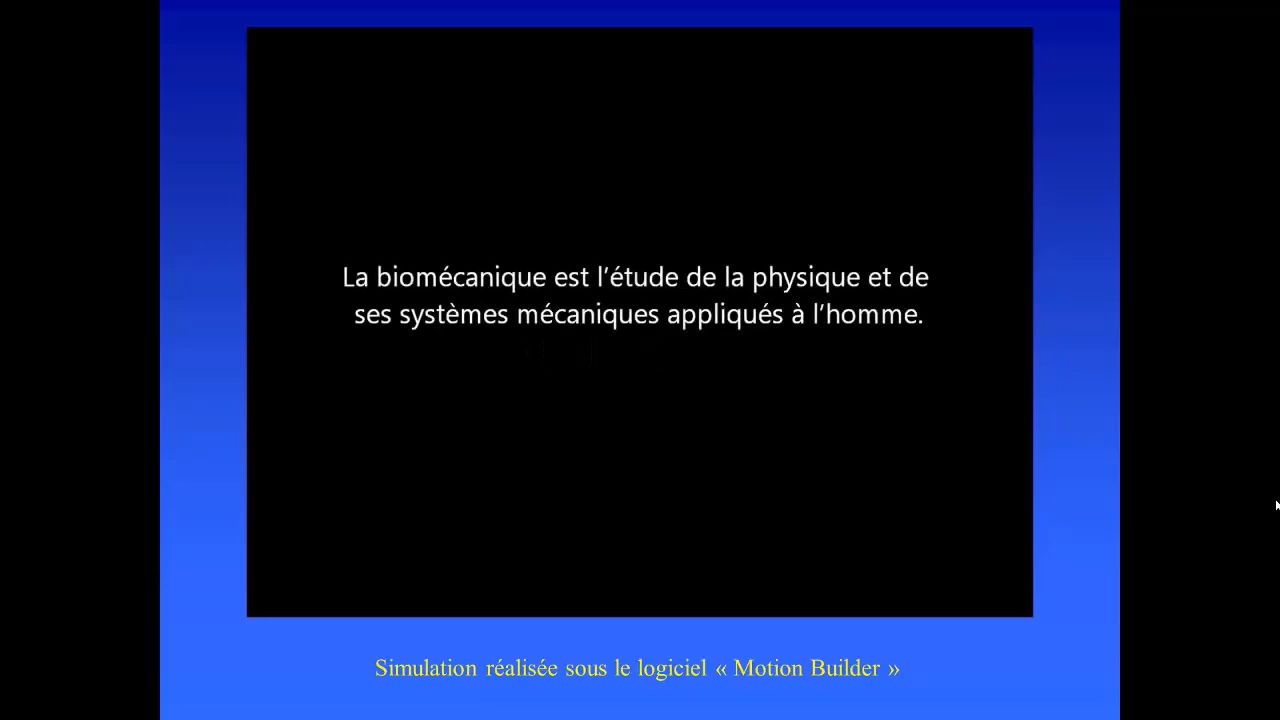 La biomécanique est l’étude de la physique et de
ses systèmes mécaniques appliqués à l’homme.
Simulation réalisée sous le logiciel « Motion Builder »